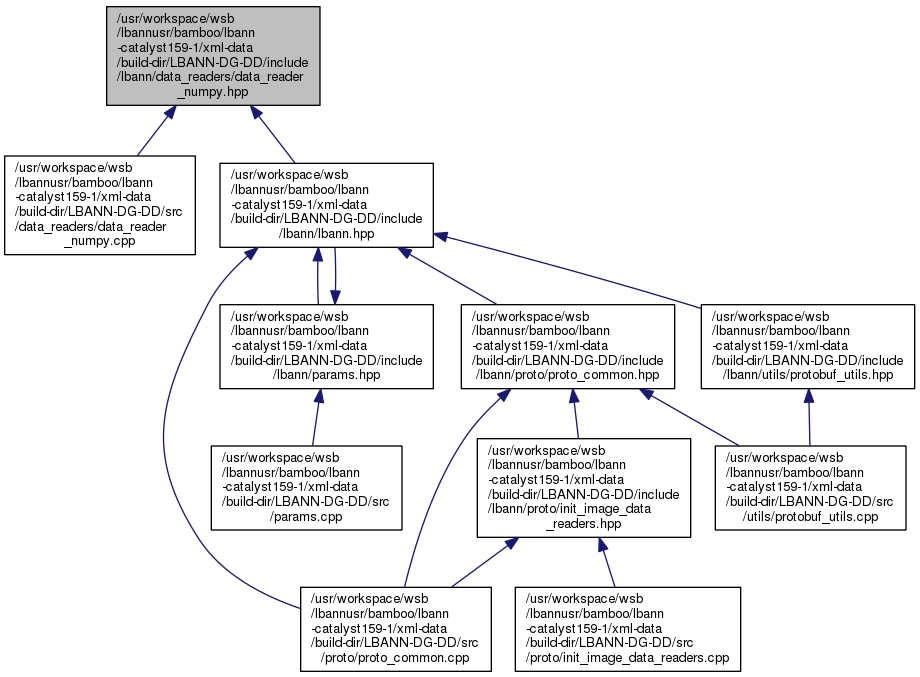 /usr/workspace/wsb
/lbannusr/bamboo/lbann
-catalyst159-1/xml-data
/build-dir/LBANN-DG-DD/include
/lbann/data_readers/data_reader
_numpy.hpp
/usr/workspace/wsb
/lbannusr/bamboo/lbann
-catalyst159-1/xml-data
/build-dir/LBANN-DG-DD/src
/data_readers/data_reader
_numpy.cpp
/usr/workspace/wsb
/lbannusr/bamboo/lbann
-catalyst159-1/xml-data
/build-dir/LBANN-DG-DD/include
/lbann/lbann.hpp
/usr/workspace/wsb
/lbannusr/bamboo/lbann
-catalyst159-1/xml-data
/build-dir/LBANN-DG-DD/include
/lbann/params.hpp
/usr/workspace/wsb
/lbannusr/bamboo/lbann
-catalyst159-1/xml-data
/build-dir/LBANN-DG-DD/include
/lbann/proto/proto_common.hpp
/usr/workspace/wsb
/lbannusr/bamboo/lbann
-catalyst159-1/xml-data
/build-dir/LBANN-DG-DD/include
/lbann/utils/protobuf_utils.hpp
/usr/workspace/wsb
/lbannusr/bamboo/lbann
-catalyst159-1/xml-data
/build-dir/LBANN-DG-DD/src
/params.cpp
/usr/workspace/wsb
/lbannusr/bamboo/lbann
-catalyst159-1/xml-data
/build-dir/LBANN-DG-DD/include
/lbann/proto/init_image_data
_readers.hpp
/usr/workspace/wsb
/lbannusr/bamboo/lbann
-catalyst159-1/xml-data
/build-dir/LBANN-DG-DD/src
/utils/protobuf_utils.cpp
/usr/workspace/wsb
/lbannusr/bamboo/lbann
-catalyst159-1/xml-data
/build-dir/LBANN-DG-DD/src
/proto/proto_common.cpp
/usr/workspace/wsb
/lbannusr/bamboo/lbann
-catalyst159-1/xml-data
/build-dir/LBANN-DG-DD/src
/proto/init_image_data_readers.cpp